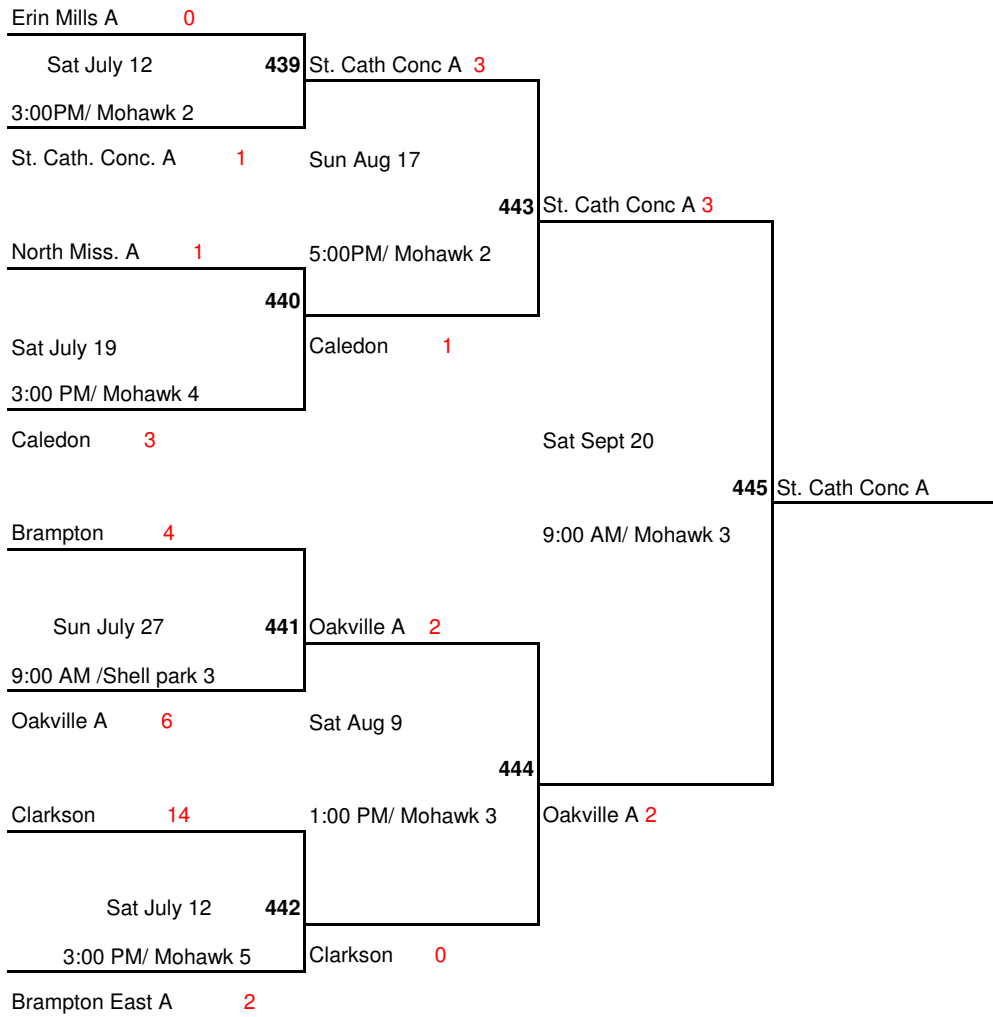 Erin Mills A 0
Sat July 12 439 St. Cath Conc A 3
3:00PM/ Mohawk 2
St. Cath. Conc. A 1 Sun Aug 17
443 St. Cath Conc A 3
North Miss. A 1 5:00PM/ Mohawk 2
440
Sat July 19 Caledon 1
3:00 PM/ Mohawk 4
Caledon 3 Sat Sept 20
445 St. Cath Conc A
Brampton 4 9:00 AM/ Mohawk 3
Sun July 27 441 Oakville A 2
9:00 AM /Shell park 3
Oakville A 6 Sat Aug 9
444
Clarkson 14 1:00 PM/ Mohawk 3 Oakville A 2
Sat July 12 442
3:00 PM/ Mohawk 5 Clarkson 0
Brampton East A 2